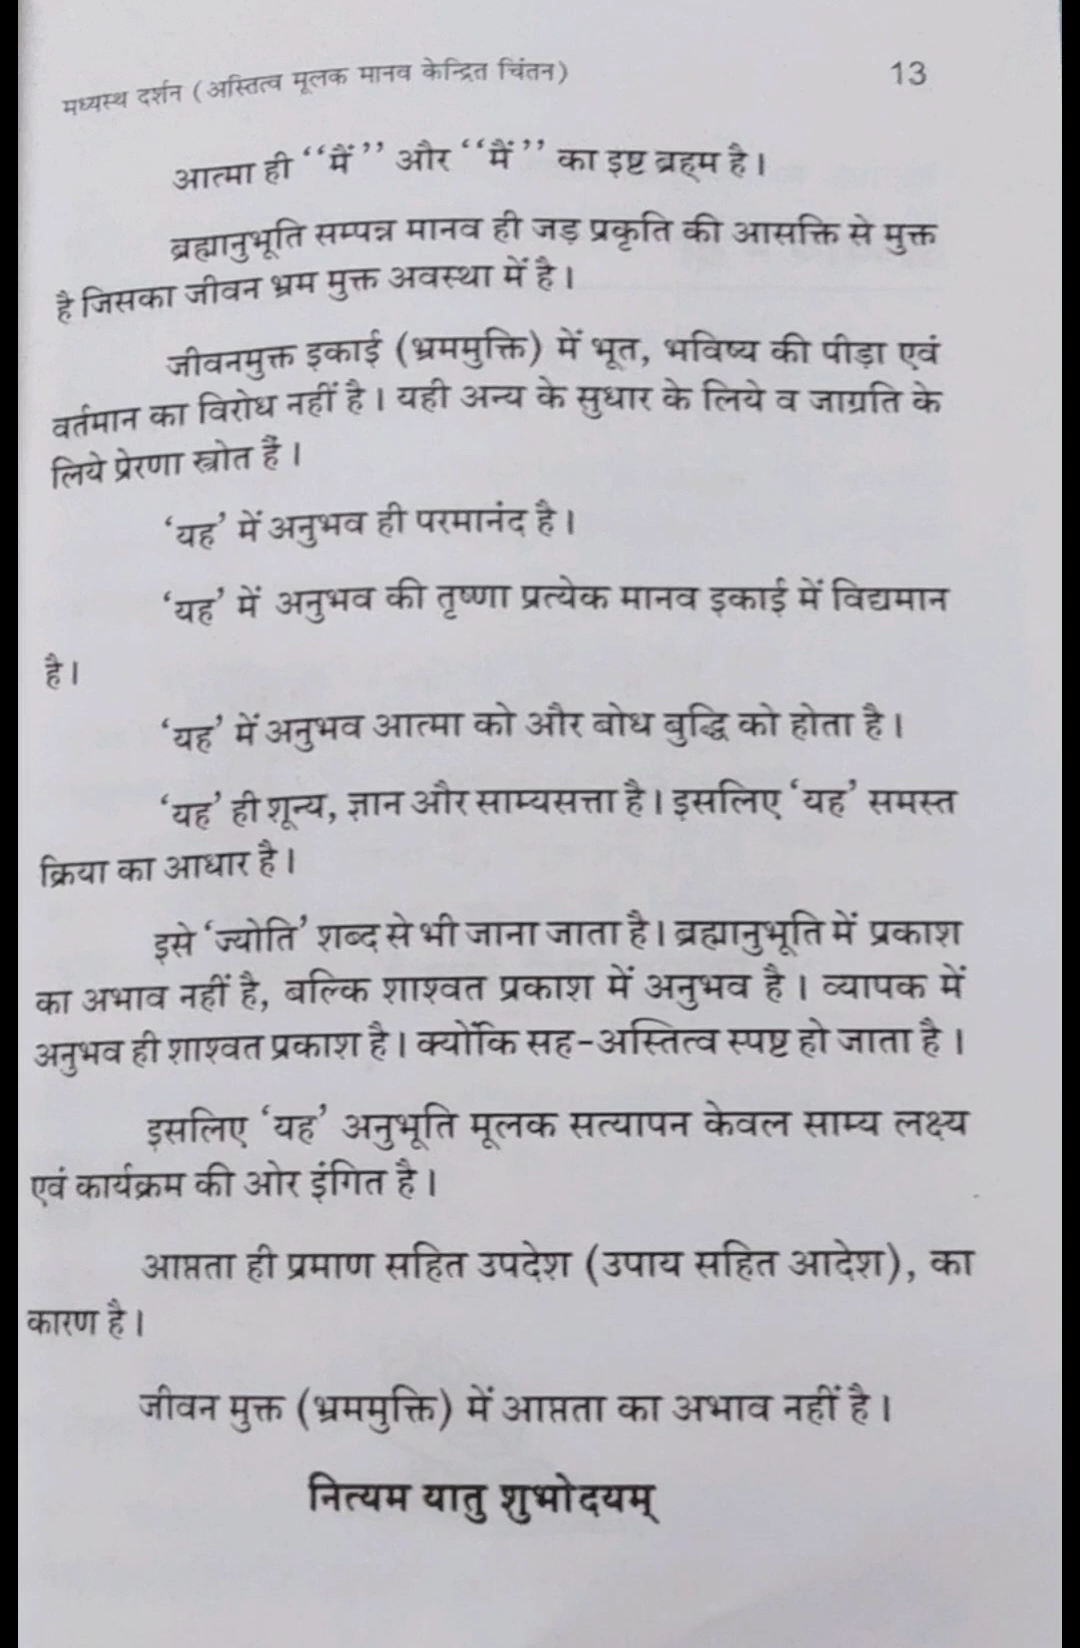 मध्यस्थ दर्शन (अस्तित्व मूलक मानव केन्द्रित चिंतन) 13
आत्मा ही ‘‘मैं’’ और ‘‘मैं’’ का इष्ट ब्रह्म है।
ब्रह्मानुभूति सम्पन्न मानव ही जड़ प्रकृति की आसक्ति से मुक्त
है जिसका जीवन भ्रम मुक्त अवस्था में है।
जीवनमुक्त इकाई (भ्रममुक्ति) में भूत, भविष्य की पीड़ा एवं
वर्तमान का विरोध नहीं है। यही अन्य के सुधार के लिये व जाग्रति के
लिये प्रेरणा स्त्रोत हैं।
‘यह’ में अनुभव ही परमानंद है।
‘यह’ में अनुभव की तृष्णा प्रत्येक मानव इकाई में विद्यमान
है।
‘यह’ में अनुभव आत्मा को और बोध बुद्धि को होता है।
‘यह’ ही शून्य, ज्ञान और साम्यसत्ता है। इसलिए ‘यह’ समस्त
क्रिया का आधार है।
इसे ‘ज्योति’ शब्द से भी जाना जाता है। ब्रह्मानुभूति में प्रकाश
का अभाव नहीं है, बल्कि शाश्वत प्रकाश में अनुभव है। व्यापक में
अनुभव ही शाश्वत प्रकाश है। क्योंकि सह-अस्तित्व स्पष्ट हो जाता है।
इसलिए ‘यह’ अनुभूति मूलक सत्यापन केवल साम्य लक्ष्य
एवं कार्यक्रम की ओर इंगित है।
आप्तता ही प्रमाण सहित उपदेश (उपाय सहित आदेश), का
कारण है।
जीवन मुक्त (भ्रममुक्ति) में आप्तता का अभाव नहीं है।
नित्यम यातु शुभोदयम्